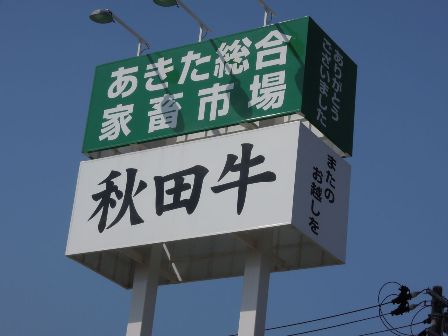 あきた総合
家畜市場
秋田牛
ありがとう
ございました
またの
お越しを